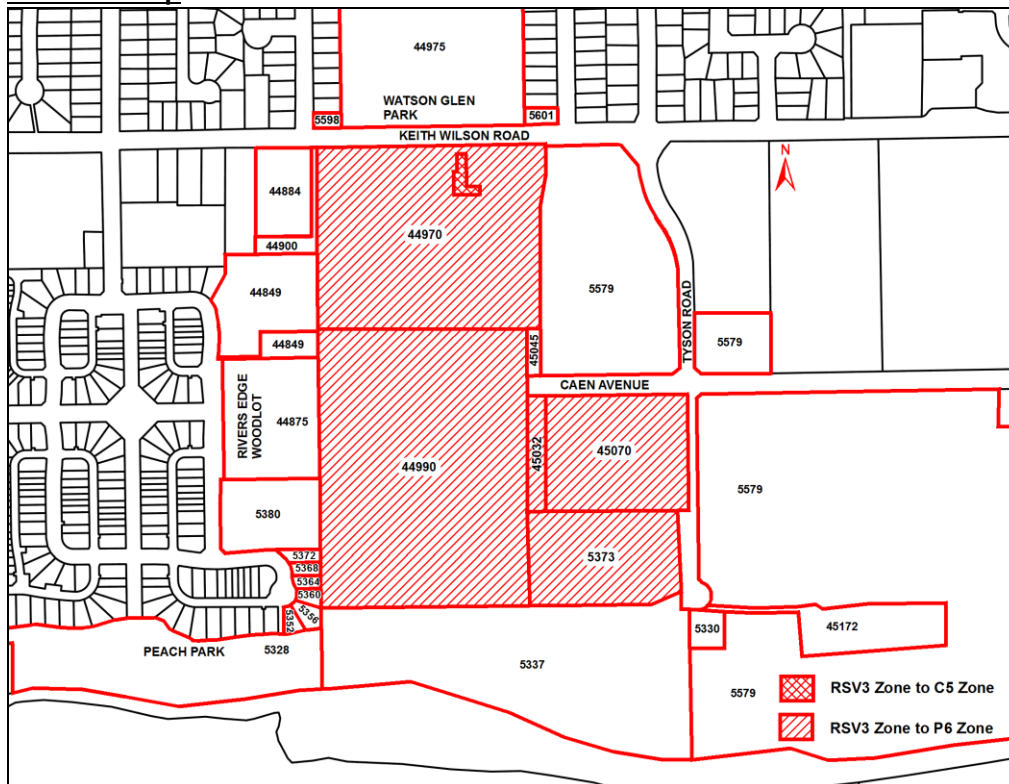 44975
WATSON GLEN
PARK
5598
5601
KEITH WILSON ROAD
N
44884
44970
44900
44849
5579
TYSON ROAD
44849
45045
5579
CAEN AVENUE
RIVERS EDGE
WOODLOT
44875
44990
45032
45070
5579
5380
5372
5368
5364
5360
5356
5352
5373
5330
45172
PEACH PARK
5328
5337
5579
RSV3 Zone to C5 Zone
RSV3 Zone to P6 Zone